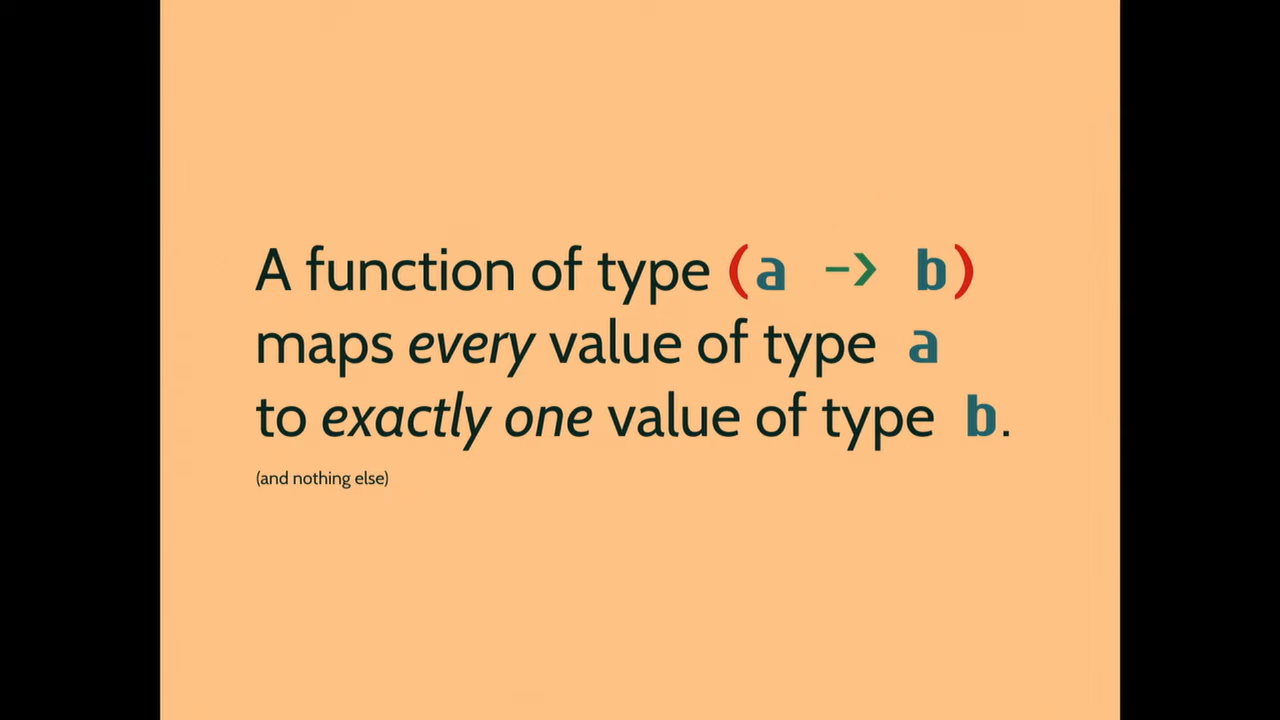 A function of type (a -> b)
maps every value of type a
to exactly one value of type b.
(and nothing else)